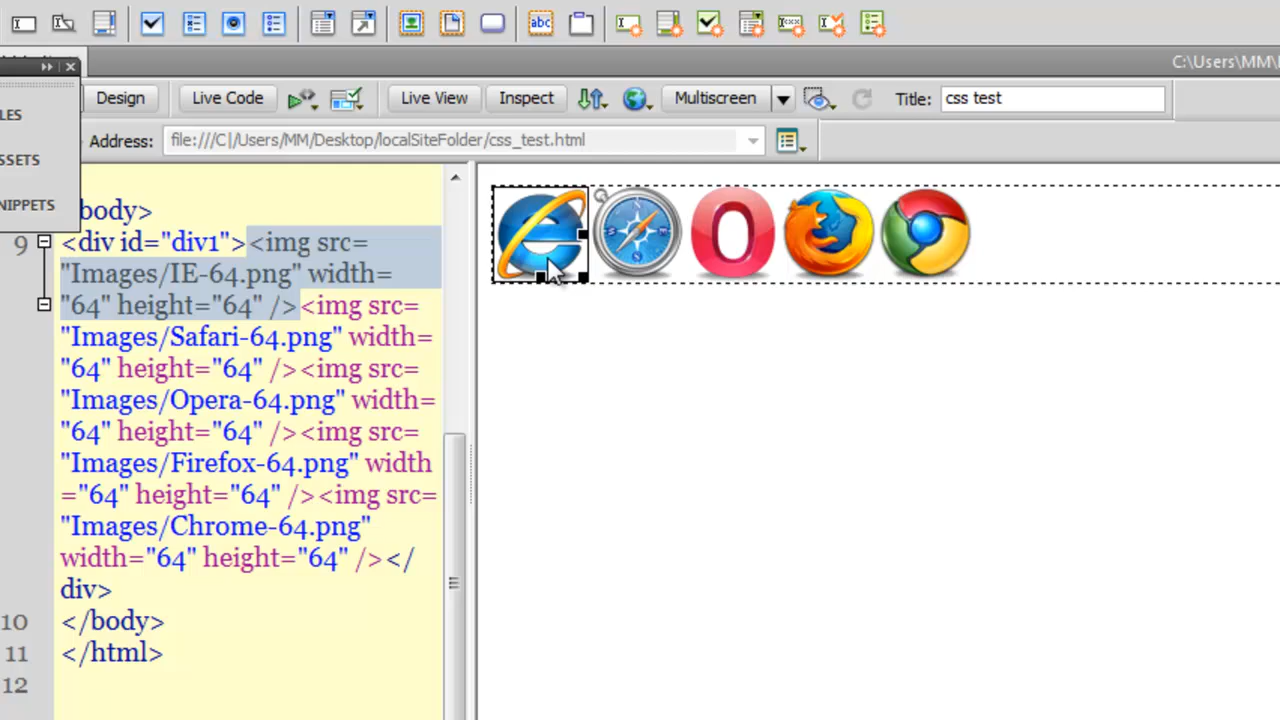 abc
C:\Users\MM\
Design
Live Code
Live View
Inspect
Multiscreen
Title:
css test
LES
SSETS
NIPPETS
Address:
file:///C|/Users/MM/Desktop/localSiteFolder/css_test.html
body>
9
<div id="div1"><img src=
"Images/IE-64.png" width=
"64" height="64" /><img src=
"Images/Safari-64.png" width=
"64" height="64" /><img src=
"Images/Opera-64.png" width=
"64" height="64" /><img src=
"Images/Firefox-64.png" width
="64" height="64" /><img src=
"Images/Chrome-64.png"
width="64" height="64" /></
div>
10
</body>
11
</html>
12